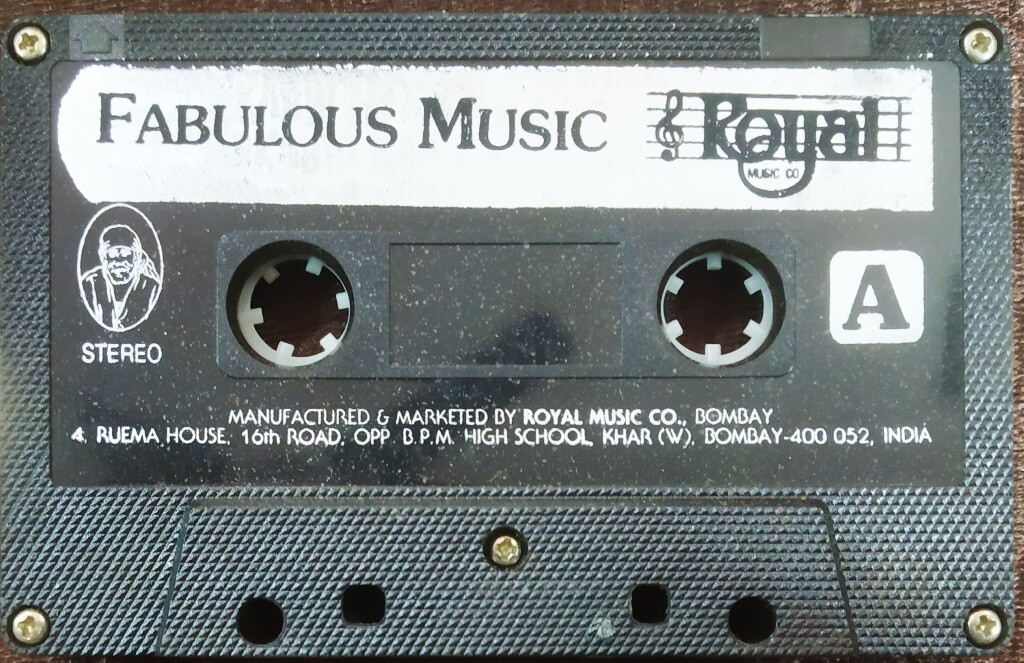 FABULOUS MUSIC
Royal
MUSIC CO
A
STEREO
MANUFACTURED & MARKETED BY ROYAL MUSIC CO., BOMBAY
4, RUEMA HOUSE, 16th ROAD, OPP. B.P.M. HIGH SCHOOL, KHAR (W), BOMBAY-400 052, INDIA